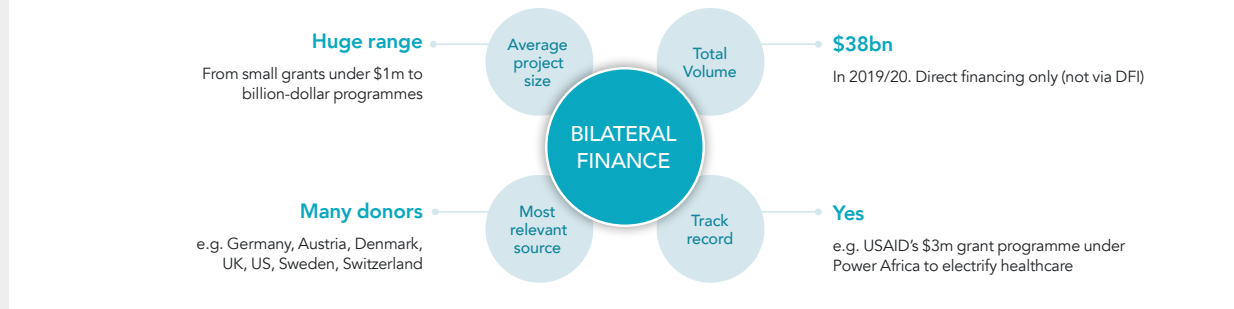 Huge range
From small grants under $1m to
billion-dollar programmes
Average
project
size
Total
Volume
$38bn
In 2019/20. Direct financing only (not via DFI)
BILATERAL
FINANCE
Many donors
e.g. Germany, Austria, Denmark,
UK, US, Sweden, Switzerland
Most
relevant
source
Track
record
Yes
e.g. USAID's $3m grant programme under
Power Africa to electrify healthcare